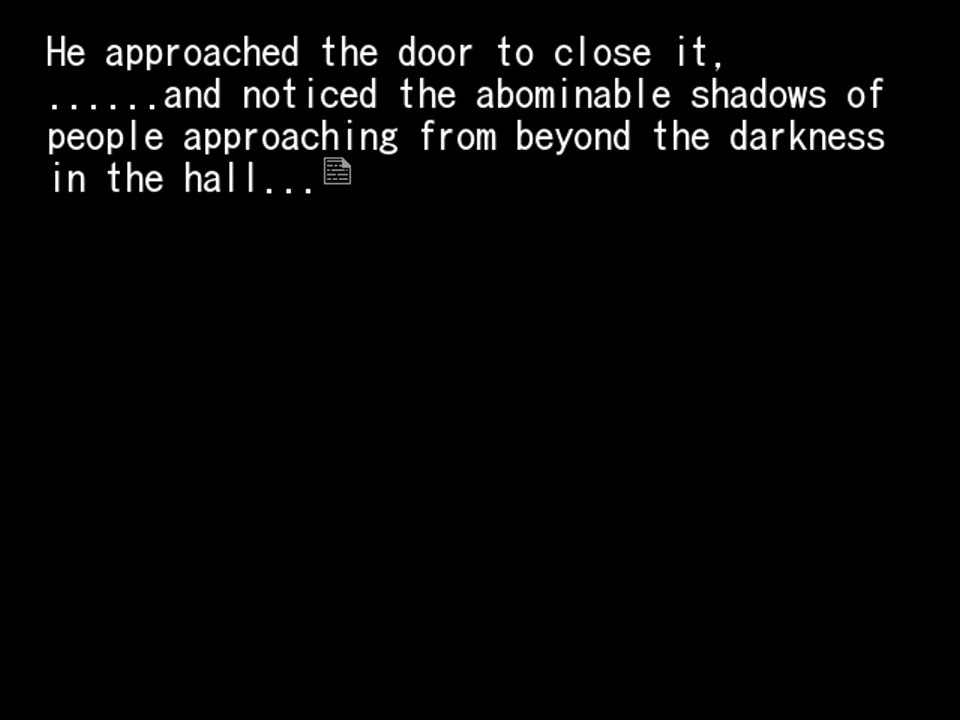 He approached the door to close it,
......and noticed the abominable shadows of
people approaching from beyond the darkness
in the hall...